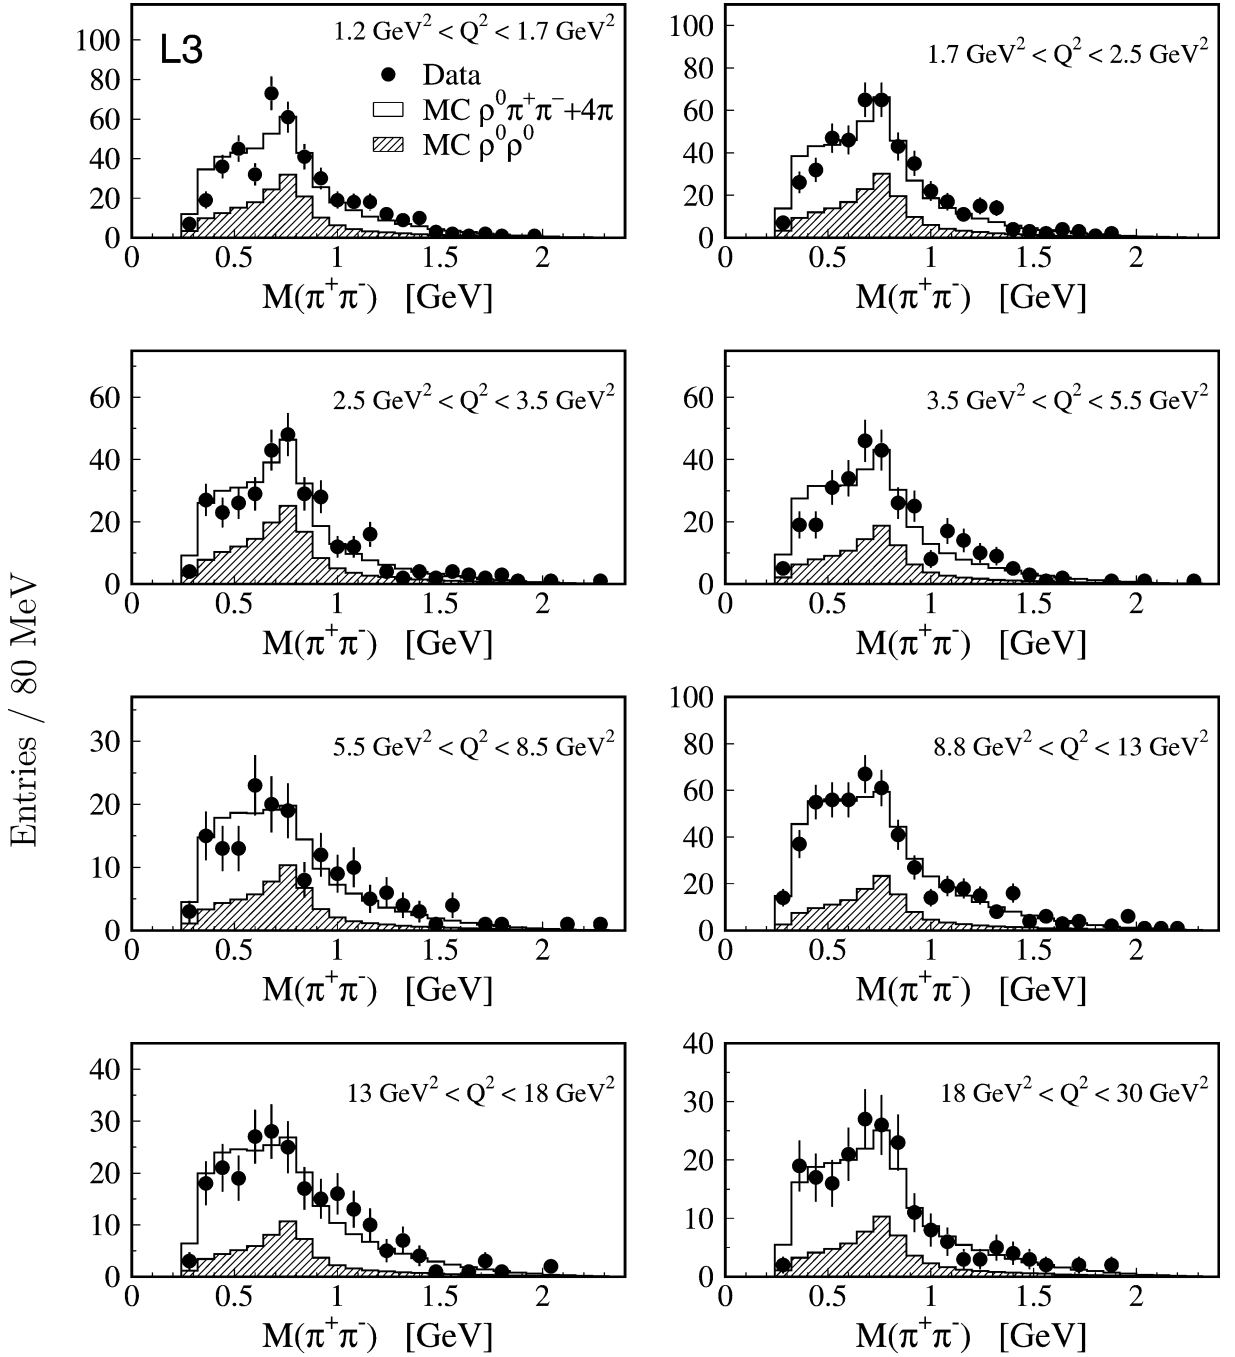 1.2 GeV² < Q² < 1.7 GeV²
L3
Data
MC ρ⁰π⁺π⁻+4π
MC ρ⁰ρ⁰
100
80
60
40
20
0
0 0.5 1 1.5 2
M(π⁺π⁻) [GeV]
1.7 GeV² < Q² < 2.5 GeV²
100
80
60
40
20
0
0 0.5 1 1.5 2
M(π⁺π⁻) [GeV]
2.5 GeV² < Q² < 3.5 GeV²
60
40
20
0
0 0.5 1 1.5 2
M(π⁺π⁻) [GeV]
3.5 GeV² < Q² < 5.5 GeV²
60
40
20
0
0 0.5 1 1.5 2
M(π⁺π⁻) [GeV]
Entries / 80 MeV
5.5 GeV² < Q² < 8.5 GeV²
30
20
10
0
0 0.5 1 1.5 2
M(π⁺π⁻) [GeV]
8.8 GeV² < Q² < 13 GeV²
100
80
60
40
20
0
0 0.5 1 1.5 2
M(π⁺π⁻) [GeV]
13 GeV² < Q² < 18 GeV²
40
30
20
10
0
0 0.5 1 1.5 2
M(π⁺π⁻) [GeV]
18 GeV² < Q² < 30 GeV²
40
30
20
10
0
0 0.5 1 1.5 2
M(π⁺π⁻) [GeV]